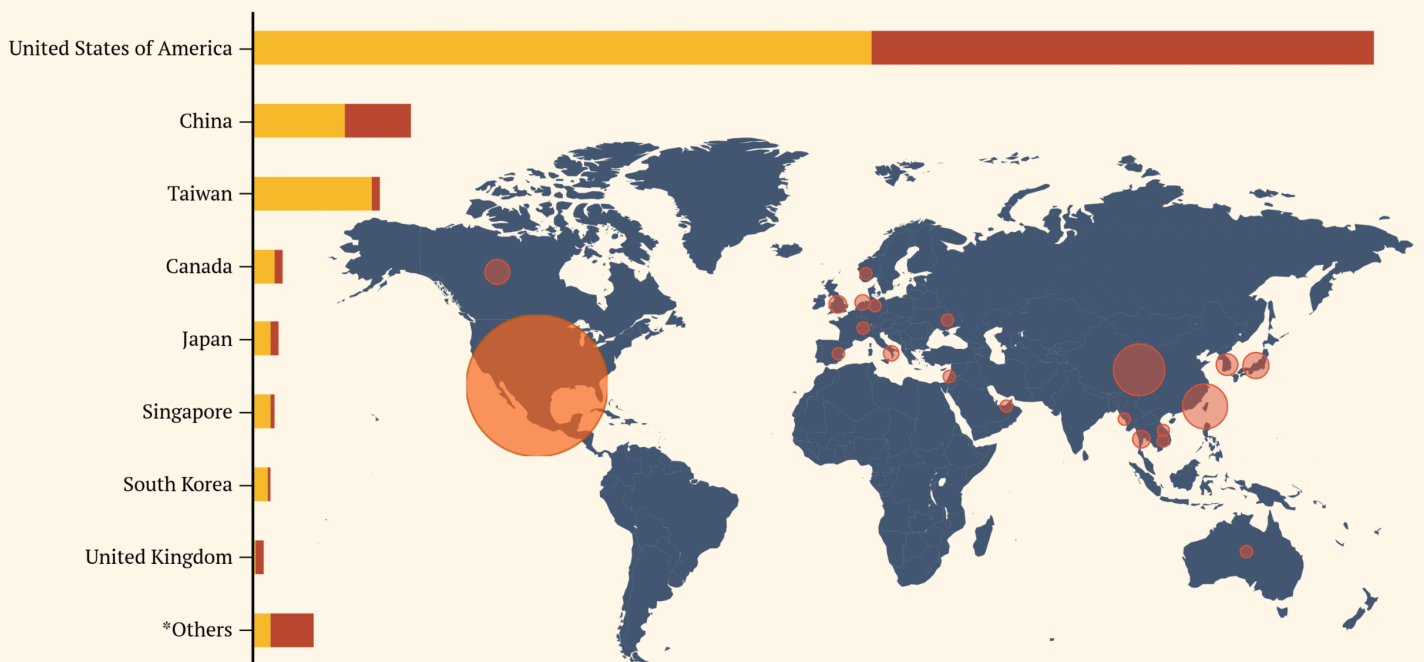 United States of America
China
Taiwan
Canada
Japan
Singapore
South Korea
United Kingdom
*Others